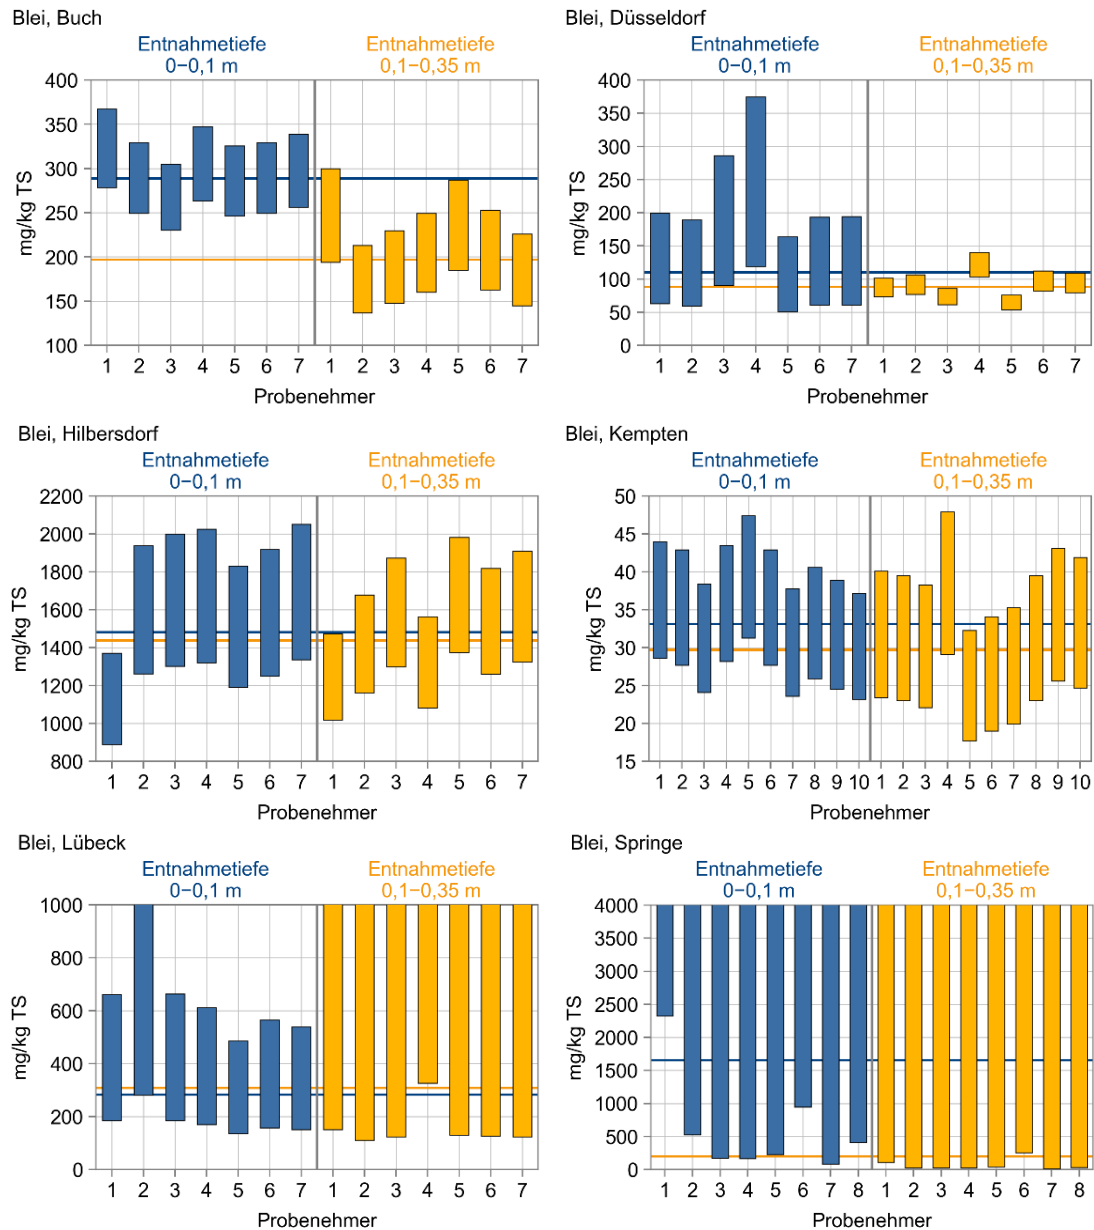 Blei, Buch
Entnahmetiefe
0–0,1 m
Entnahmetiefe
0,1–0,35 m
mg/kg TS
400
350
300
250
200
150
100
1 2 3 4 5 6 7 1 2 3 4 5 6 7
Probenehmer
Blei, Düsseldorf
Entnahmetiefe
0–0,1 m
Entnahmetiefe
0,1–0,35 m
mg/kg TS
400
350
300
250
200
150
100
50
0
1 2 3 4 5 6 7 1 2 3 4 5 6 7
Probenehmer
Blei, Hilbersdorf
Entnahmetiefe
0–0,1 m
Entnahmetiefe
0,1–0,35 m
mg/kg TS
2200
2000
1800
1600
1400
1200
1000
800
1 2 3 4 5 6 7 1 2 3 4 5 6 7
Probenehmer
Blei, Kempten
Entnahmetiefe
0–0,1 m
Entnahmetiefe
0,1–0,35 m
mg/kg TS
50
45
40
35
30
25
20
15
1 2 3 4 5 6 7 8 9 10 1 2 3 4 5 6 7 8 9 10
Probenehmer
Blei, Lübeck
Entnahmetiefe
0–0,1 m
Entnahmetiefe
0,1–0,35 m
mg/kg TS
1000
800
600
400
200
0
1 2 3 4 5 6 7 1 2 3 4 5 6 7
Probenehmer
Blei, Springe
Entnahmetiefe
0–0,1 m
Entnahmetiefe
0,1–0,35 m
mg/kg TS
4000
3500
3000
2500
2000
1500
1000
500
0
1 2 3 4 5 6 7 8 1 2 3 4 5 6 7 8
Probenehmer